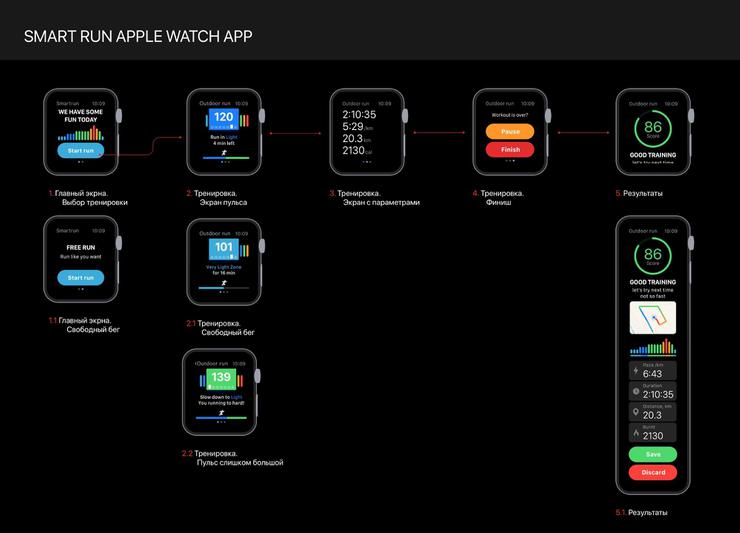 SMART RUN APPLE WATCH APP
Smartrun 10:09
WE HAVE SOME
FUN TODAY
Start run
1. Главный экрна.
Выбор тренировки
Outdoor run 10:09
120
Run in Light
4 min left
2. Тренировка.
Экран пульса
Outdoor run 10:09
2:10:35
5:29/km
20.3km
2130cal
3. Тренировка.
Экран с параметрами
Outdoor run 10:09
Workout is over?
Pause
Finish
4. Тренировка.
Финиш
Outdoor run 10:09
86
Score
GOOD TRAINING
5. Результаты
Smartrun 10:09
FREE RUN
Run like you want
Start run
1.1 Главный экрна.
Свободный бег
Outdoor run 10:09
101
Very Light Zone
for 16 min
2.1 Тренировка.
Свободный бег
‹Outdoor run 10:09
139
Slow down to Light
You running to hard!
2.2 Тренировка.
Пульс слишком большой
Outdoor run 10:09
86
Score
GOOD TRAINING
let's try next time
not so fast
Pace /km
6:43
Duration
2:10:35
Distance, km
20.3
Burnt
2130
Save
Discard
5.1. Результаты